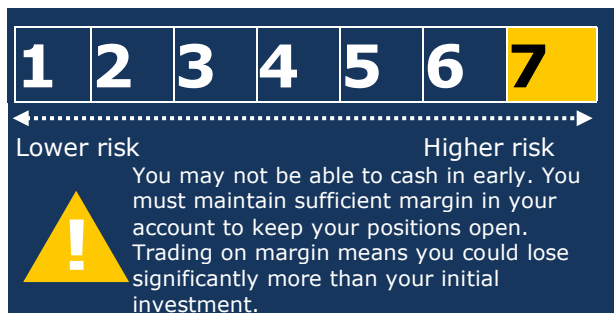 1 2 3 4 5 6 7
Lower risk Higher risk
You may not be able to cash in early. You
must maintain sufficient margin in your
account to keep your positions open.
Trading on margin means you could lose
significantly more than your initial
investment.
!